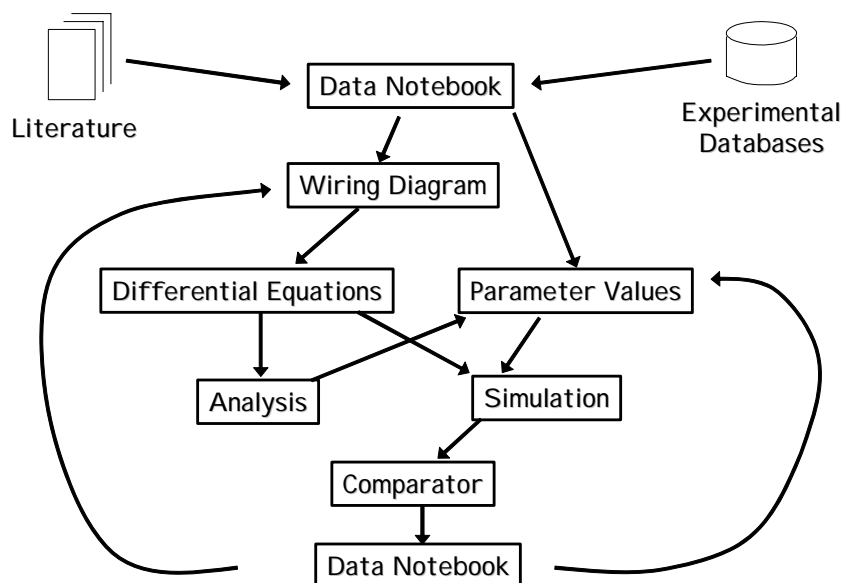 Data Notebook
Literature
Experimental
Databases
Wiring Diagram
Differential Equations
Parameter Values
Analysis
Simulation
Comparator
Data Notebook